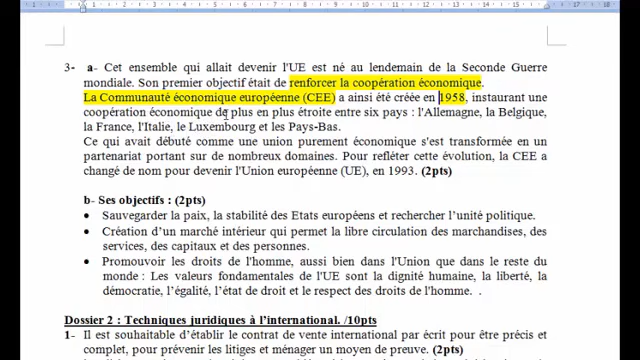 3- a- Cet ensemble qui allait devenir l'UE est né au lendemain de la Seconde Guerre
mondiale. Son premier objectif était de renforcer la coopération économique.
La Communauté économique européenne (CEE) a ainsi été créée en 1958, instaurant une
coopération économique de plus en plus étroite entre six pays : l'Allemagne, la Belgique,
la France, l'Italie, le Luxembourg et les Pays-Bas.
Ce qui avait débuté comme une union purement économique s'est transformée en un
partenariat portant sur de nombreux domaines. Pour refléter cette évolution, la CEE a
changé de nom pour devenir l'Union européenne (UE), en 1993. (2pts)
b- Ses objectifs : (2pts)
• Sauvegarder la paix, la stabilité des Etats européens et rechercher l'unité politique.
• Création d'un marché intérieur qui permet la libre circulation des marchandises, des
services, des capitaux et des personnes.
• Promouvoir les droits de l'homme, aussi bien dans l'Union que dans le reste du
monde : Les valeurs fondamentales de l'UE sont la dignité humaine, la liberté, la
démocratie, l'égalité, l'état de droit et le respect des droits de l'homme. .
Dossier 2 : Techniques juridiques à l'international. /10pts
1- Il est souhaitable d'établir le contrat de vente international par écrit pour être précis et
complet, pour prévenir les litiges et ménager un moyen de preuve. (2pts)